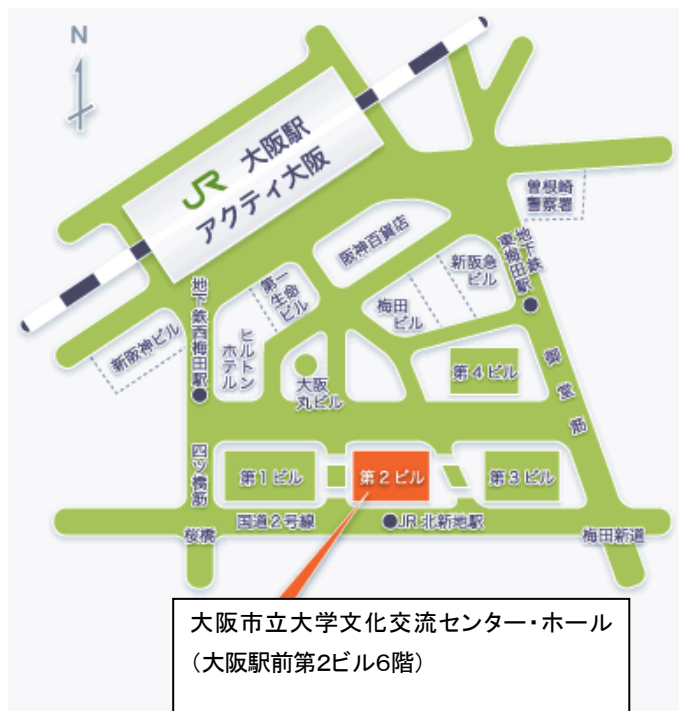 N
JR 大阪駅
アクティ大阪
曽根崎
警察署
阪神百貨店
地下鉄
東梅田駅
新阪急
ビル
第一
生命
ビル
梅田
ビル
地下鉄西梅田駅
ヒルトン
ホテル
新阪神ビル
大阪
丸ビル
第4ビル
御堂筋
四ツ橋筋
第1ビル
第2ビル
第3ビル
国道2号線
●JR 北新地駅
桜橋
梅田新道
大阪市立大学文化交流センター・ホール
（大阪駅前第2ビル6階）